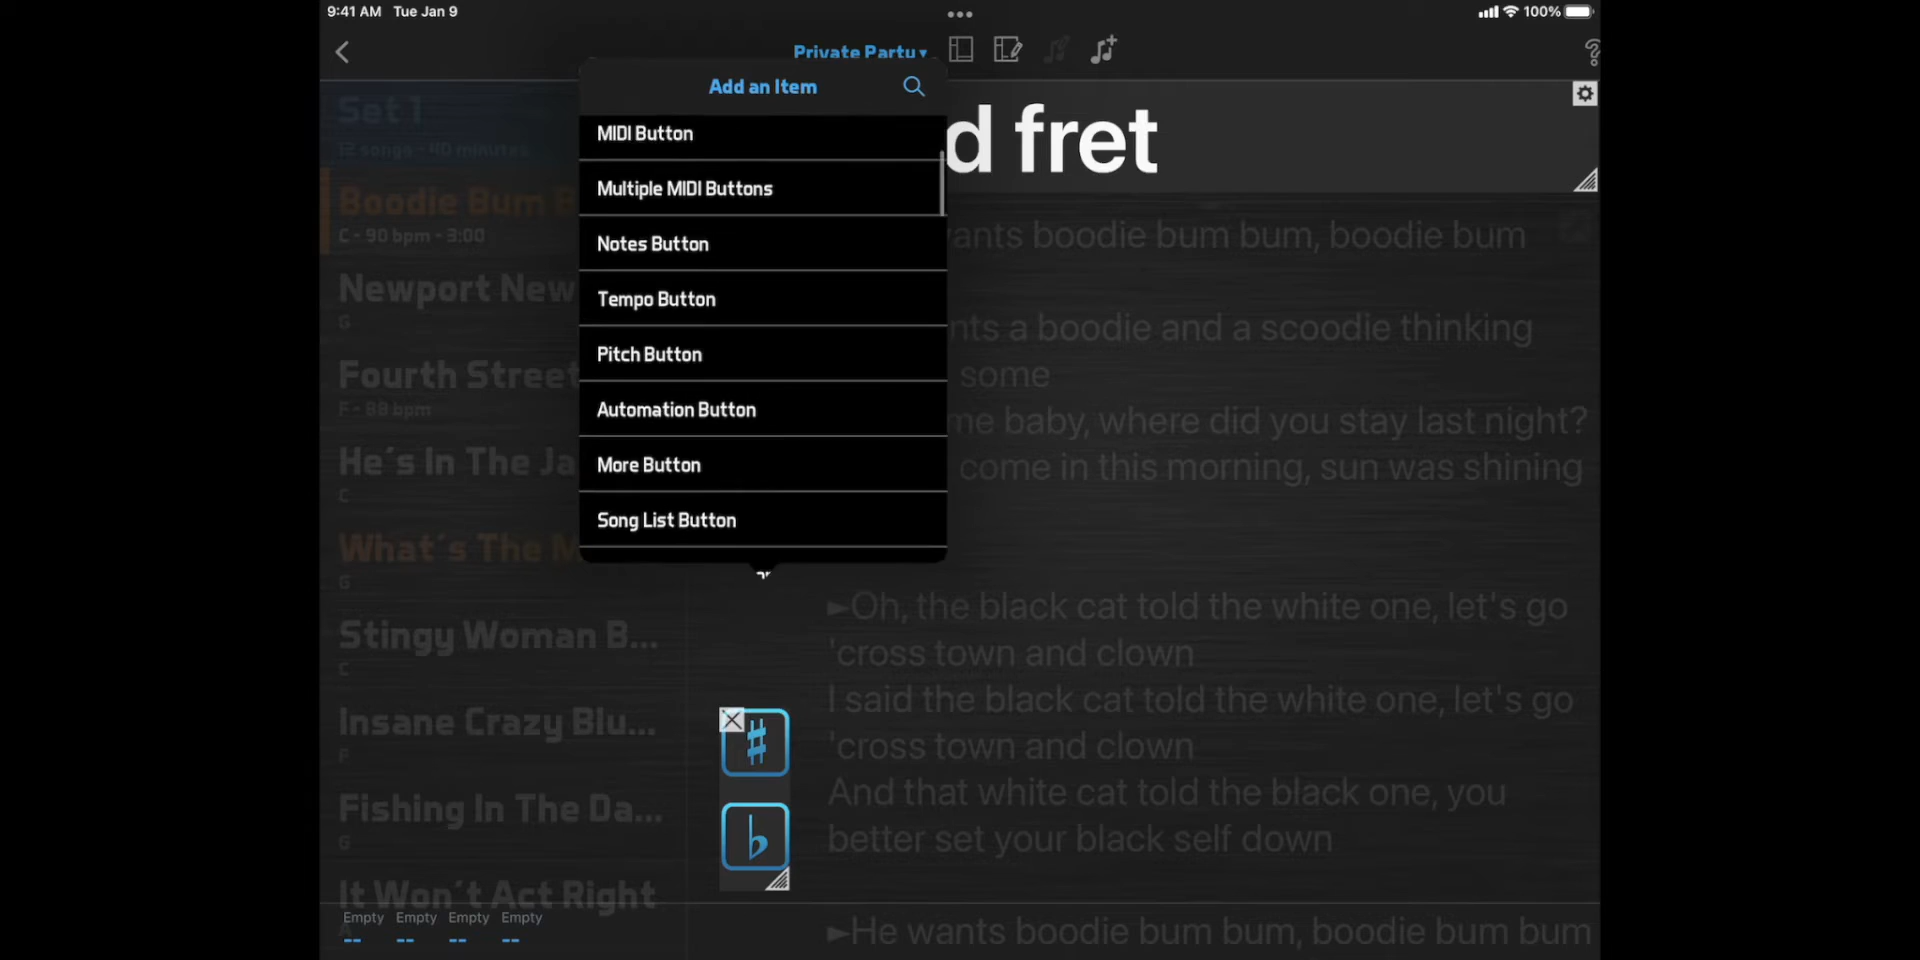 9:41 AM Tue Jan 9
100%
Private Party ▾
Add an Item
MIDI Button
Multiple MIDI Buttons
Notes Button
Tempo Button
Pitch Button
Automation Button
More Button
Song List Button
Set 1
12 songs - 40 minutes
Boodie Bum B
C - 90 bpm - 3:00
Newport New
G
Fourth Street
F - 88 bpm
He's In The Ja
C
What's The M
G
Stingy Woman B...
C
Insane Crazy Blu...
F
Fishing In The Da...
G
It Won't Act Right
A
Empty Empty Empty Empty
-- -- -- --
d fret
ants boodie bum bum, boodie bum
nts a boodie and a scoodie thinking
some
me baby, where did you stay last night?
come in this morning, sun was shining
►Oh, the black cat told the white one, let's go
'cross town and clown
I said the black cat told the white one, let's go
'cross town and clown
And that white cat told the black one, you
better set your black self down
►He wants boodie bum bum, boodie bum bum
♯
♭